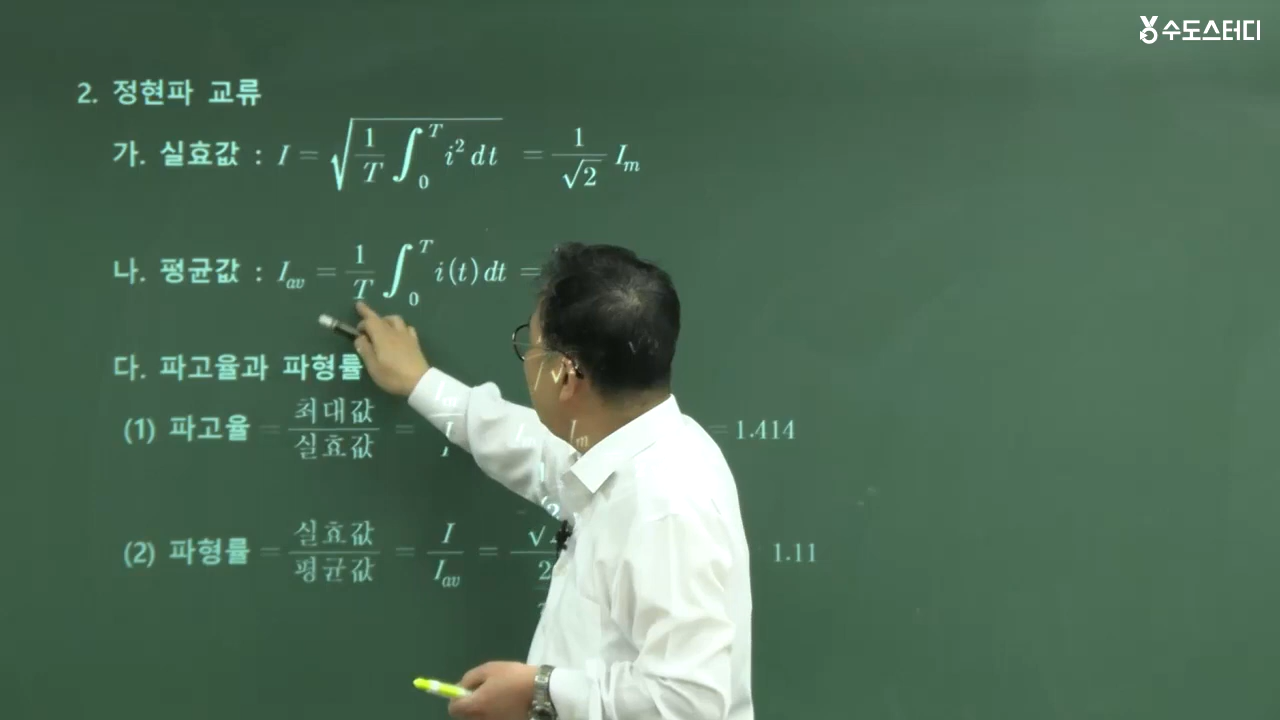 수도스터디
2. 정현파 교류
가. 실효값 : I = √(1/T ∫₀ᵀ i² dt) = 1/√2 Iₘ
나. 평균값 : I_av = 1/T ∫₀ᵀ i(t) dt =
다. 파고율과 파형률
(1) 파고율 = 최대값/실효값 = = 1.414
(2) 파형률 = 실효값/평균값 = I/I_av = 1.11